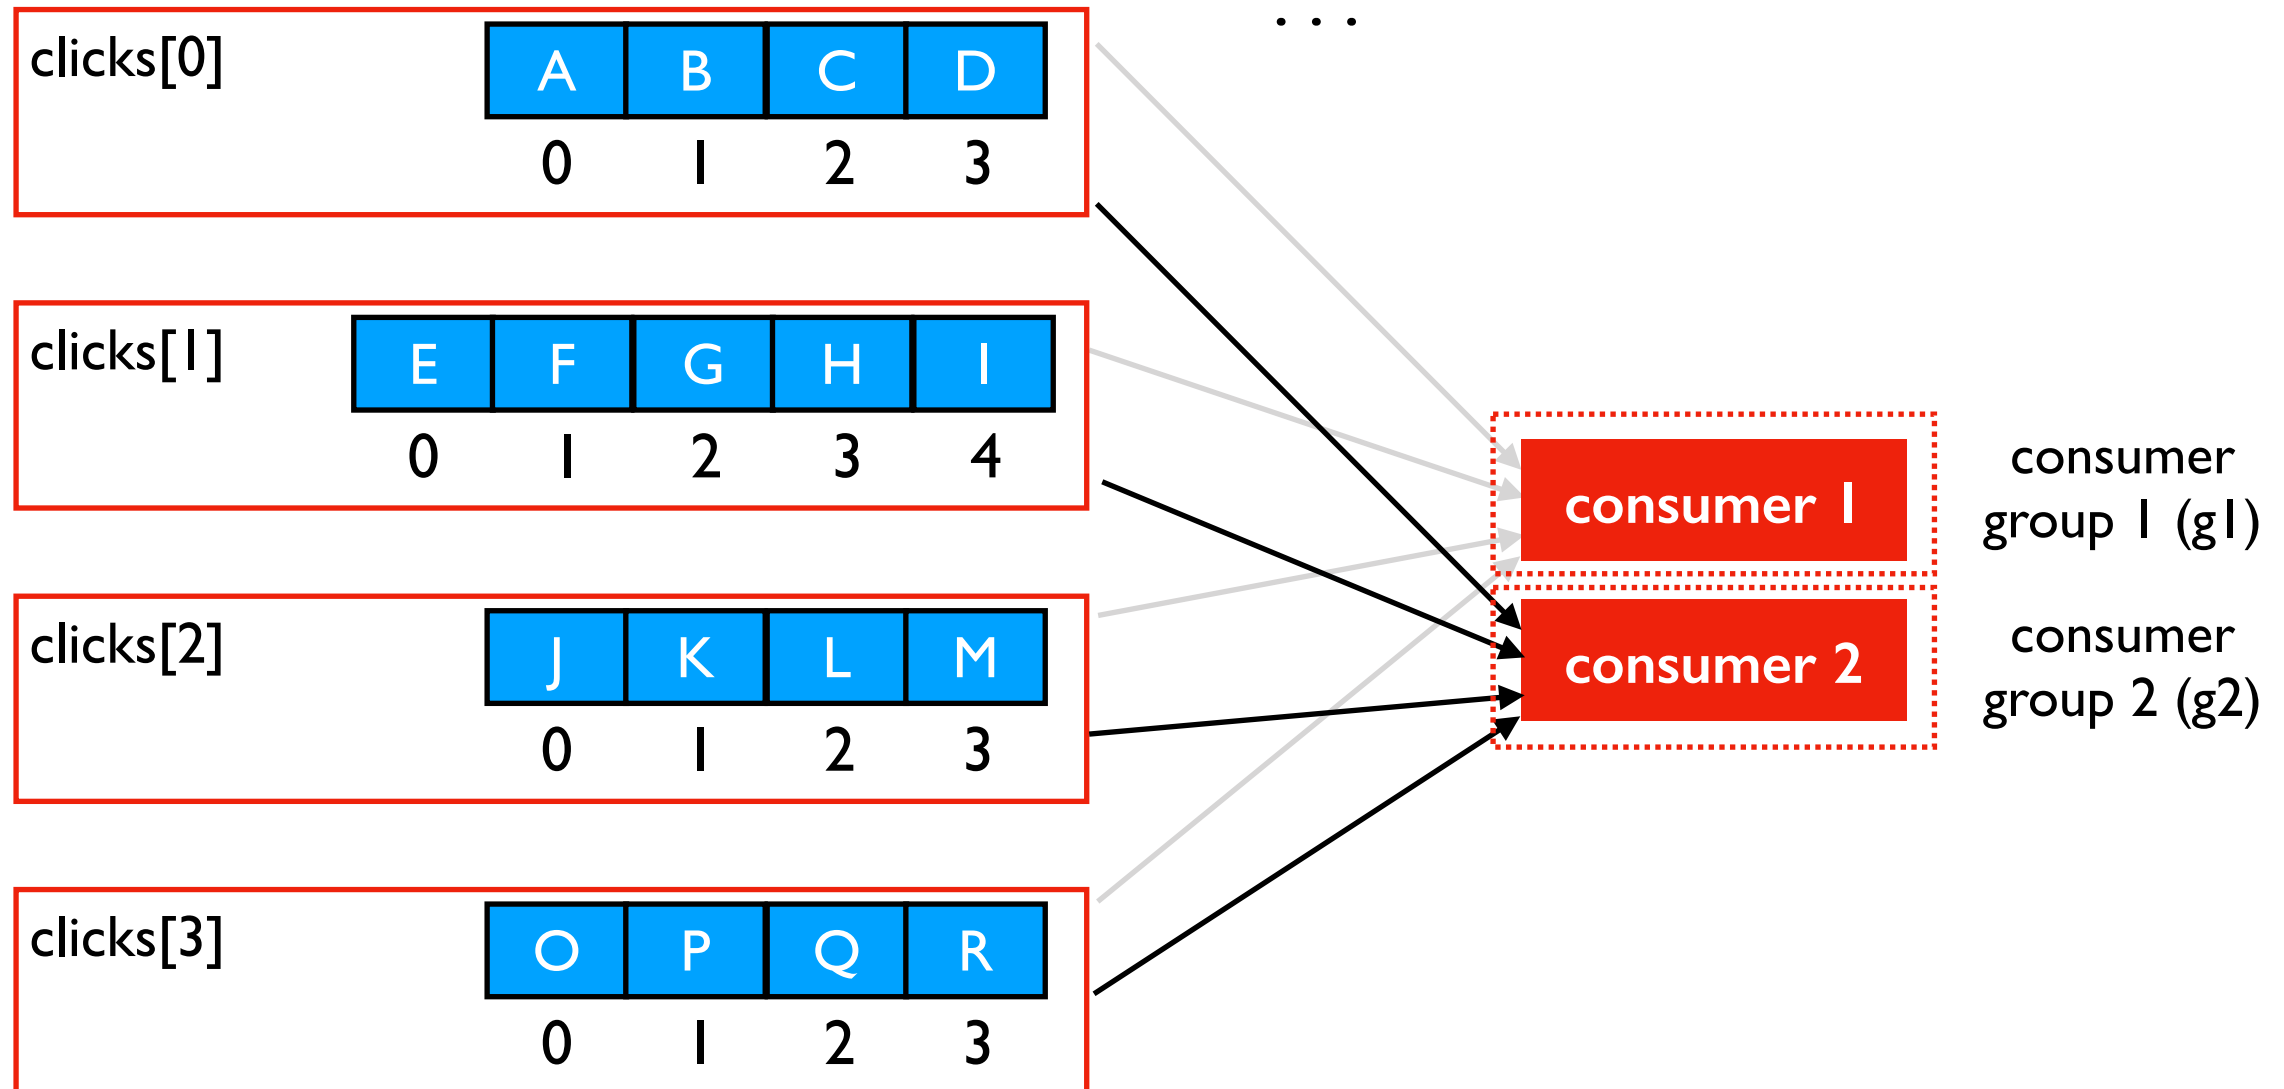 . . .
clicks[0]
A B C D
0 1 2 3
clicks[1]
E F G H I
0 1 2 3 4
consumer 1
consumer
group 1 (g1)
clicks[2]
J K L M
0 1 2 3
consumer 2
consumer
group 2 (g2)
clicks[3]
O P Q R
0 1 2 3